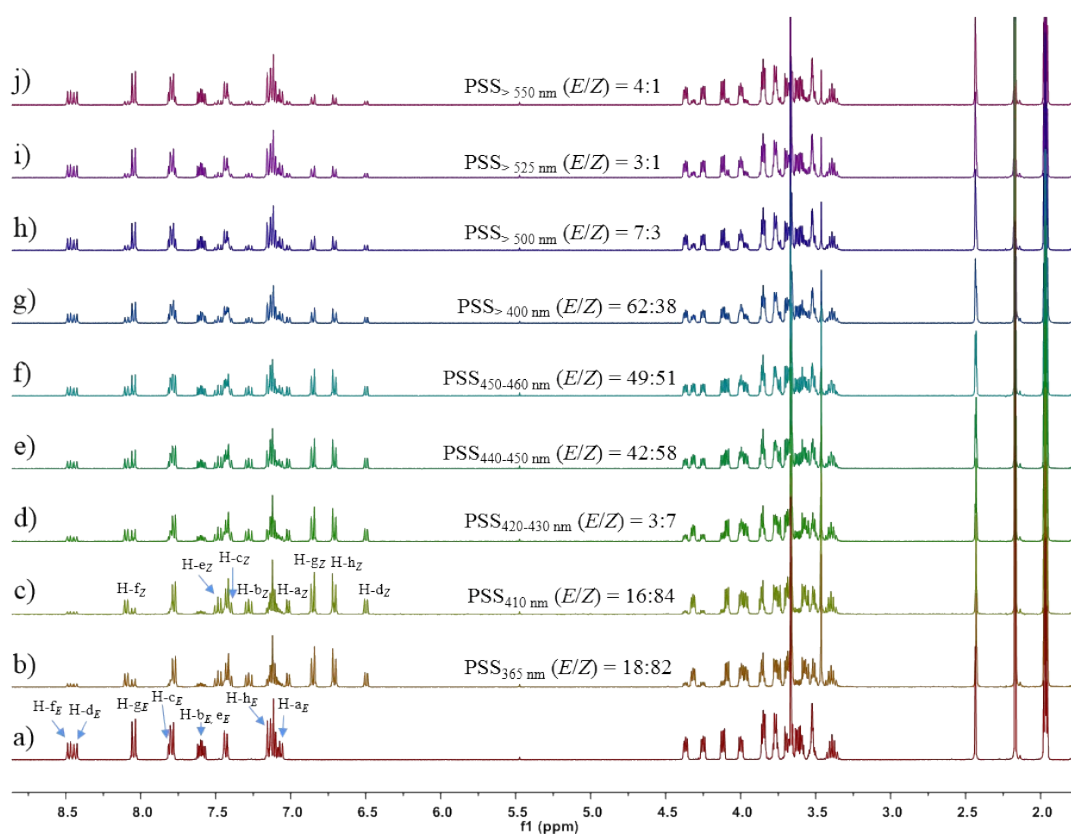 j) PSS> 550 nm (E/Z) = 4:1
i) PSS> 525 nm (E/Z) = 3:1
h) PSS> 500 nm (E/Z) = 7:3
g) PSS> 400 nm (E/Z) = 62:38
f) PSS450-460 nm (E/Z) = 49:51
e) PSS440-450 nm (E/Z) = 42:58
d) PSS420-430 nm (E/Z) = 3:7
H-fZ H-eZ H-cZ H-bZ H-aZ H-gZ H-hZ H-dZ
c) PSS410 nm (E/Z) = 16:84
b) PSS365 nm (E/Z) = 18:82
H-fE H-dE H-gE H-cE H-bE, eE H-hE H-aE
a)
8.5 8.0 7.5 7.0 6.5 6.0 5.5 5.0 4.5 4.0 3.5 3.0 2.5 2.0
f1 (ppm)